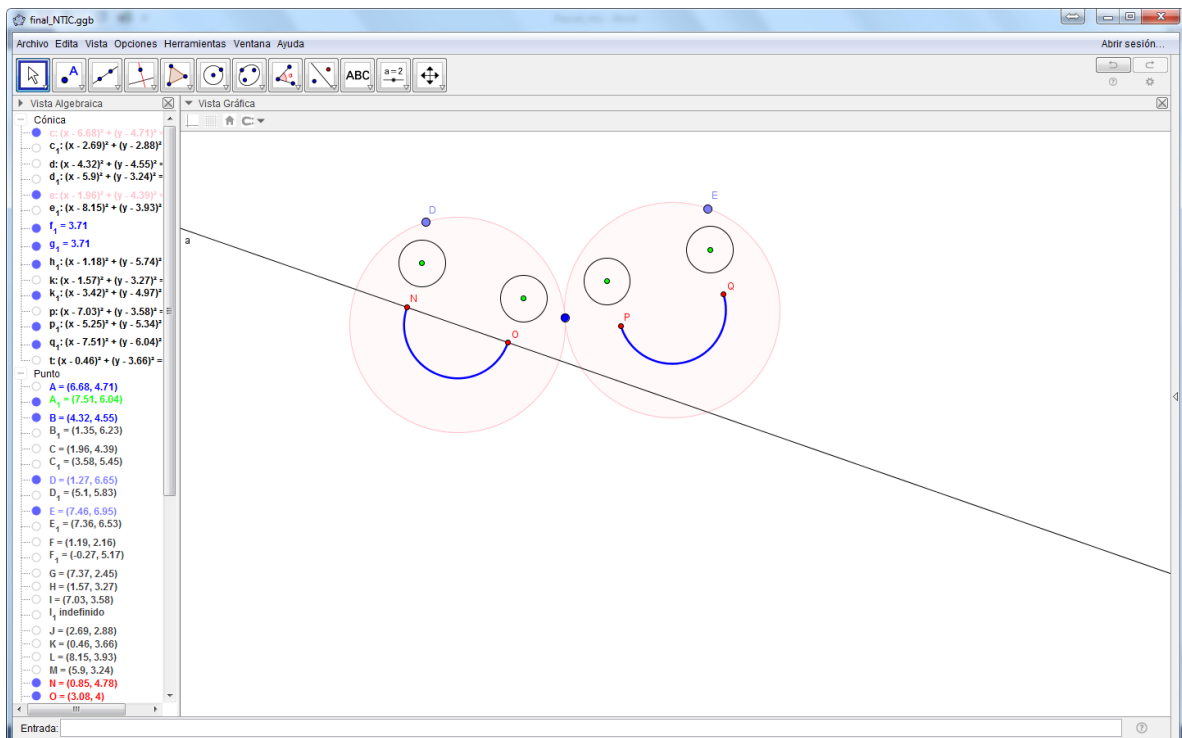 final_NTIC.ggb
Archivo Edita Vista Opciones Herramientas Ventana Ayuda
Abrir sesión...
A
ABC
a=2
Vista Algebraica
Cónica
c: (x - 6.68)² + (y - 4.71)² =
c₁: (x - 2.69)² + (y - 2.88)²
d: (x - 4.32)² + (y - 4.55)² =
d₁: (x - 5.9)² + (y - 3.24)² =
e: (x - 1.96)² + (y - 4.39)² =
e₁: (x - 8.15)² + (y - 3.93)²
f₁ = 3.71
g₁ = 3.71
h₁: (x - 1.18)² + (y - 5.74)²
k: (x - 1.57)² + (y - 3.27)² =
k₁: (x - 3.42)² + (y - 4.97)²
p: (x - 7.03)² + (y - 3.58)² =
p₁: (x - 5.25)² + (y - 5.34)²
q₁: (x - 7.51)² + (y - 6.04)²
t: (x - 0.46)² + (y - 3.66)² =
Punto
A = (6.68, 4.71)
A₁ = (7.51, 6.04)
B = (4.32, 4.55)
B₁ = (1.35, 6.23)
C = (1.96, 4.39)
C₁ = (3.58, 5.45)
D = (1.27, 6.65)
D₁ = (5.1, 5.83)
E = (7.46, 6.95)
E₁ = (7.36, 6.53)
F = (1.19, 2.16)
F₁ = (-0.27, 5.17)
G = (7.37, 2.45)
H = (1.57, 3.27)
I = (7.03, 3.58)
I₁ indefinido
J = (2.69, 2.88)
K = (0.46, 3.66)
L = (8.15, 3.93)
M = (5.9, 3.24)
N = (0.85, 4.78)
O = (3.08, 4)
Vista Gráfica
D
E
a
N
O
P
Q
Entrada: